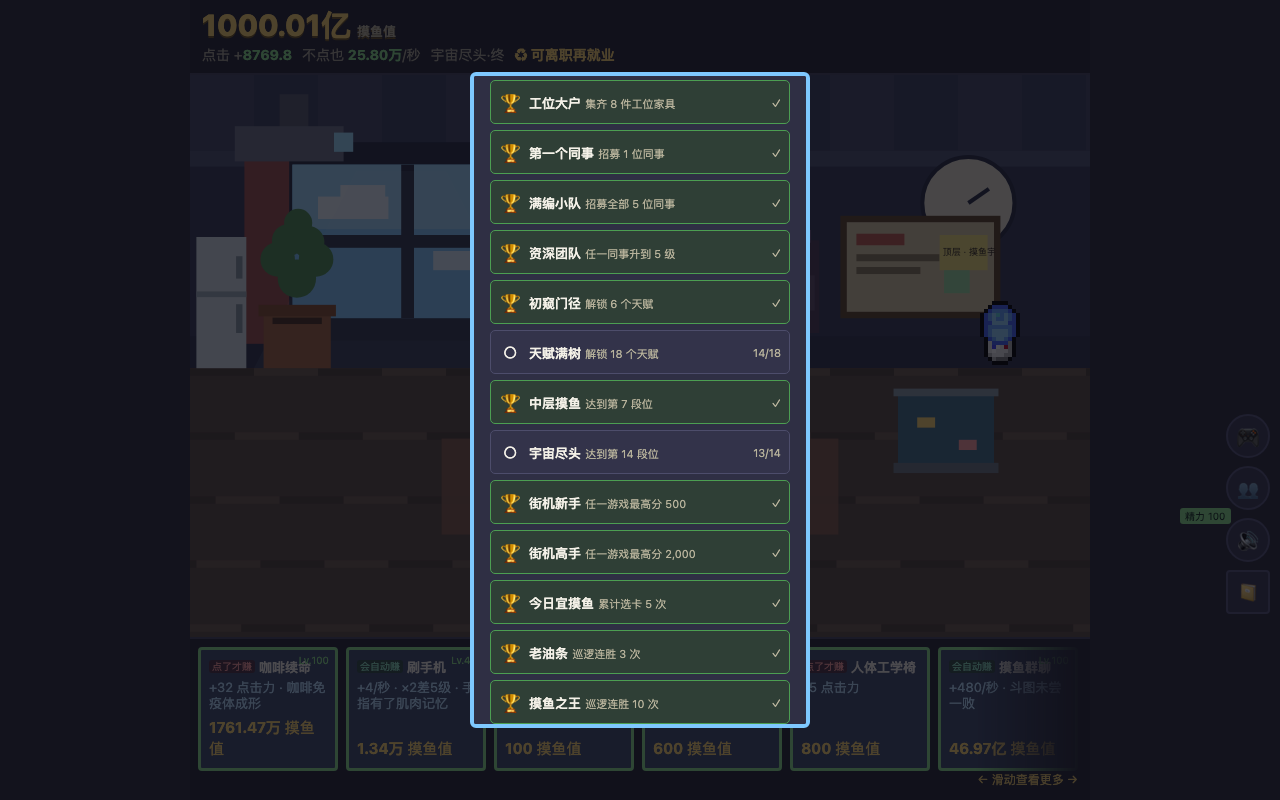 1000.01亿 摸鱼值
点击 +8769.8 不点也 25.80万/秒 宇宙尽头·终 可离职再就业
工位大户 集齐 8 件工位家具 ✓
第一个同事 招募 1 位同事 ✓
满编小队 招募全部 5 位同事 ✓
资深团队 任一同事升到 5 级 ✓
初窥门径 解锁 6 个天赋 ✓
天赋满树 解锁 18 个天赋 14/18
中层摸鱼 达到第 7 段位 ✓
宇宙尽头 达到第 14 段位 13/14
街机新手 任一游戏最高分 500 ✓
街机高手 任一游戏最高分 2,000 ✓
今日宜摸鱼 累计选卡 5 次 ✓
老油条 巡逻连胜 3 次 ✓
摸鱼之王 巡逻连胜 10 次 ✓
顶层·摸鱼宇
精力 100
点了才赚 咖啡续命 Lv.100
+32 点击力 · 咖啡免
疫体成形
1761.47万 摸鱼
值
会自动赚 刷手机 Lv.4
+4/秒 · ×2差5级 · 手
指有了肌肉记忆
1.34万 摸鱼值
100 摸鱼值
600 摸鱼值
点了才赚 人体工学椅
5 点击力
800 摸鱼值
会自动赚 摸鱼群聊
+480/秒 · 斗图未尝
一败
46.97亿 摸鱼值
← 滑动查看更多 →